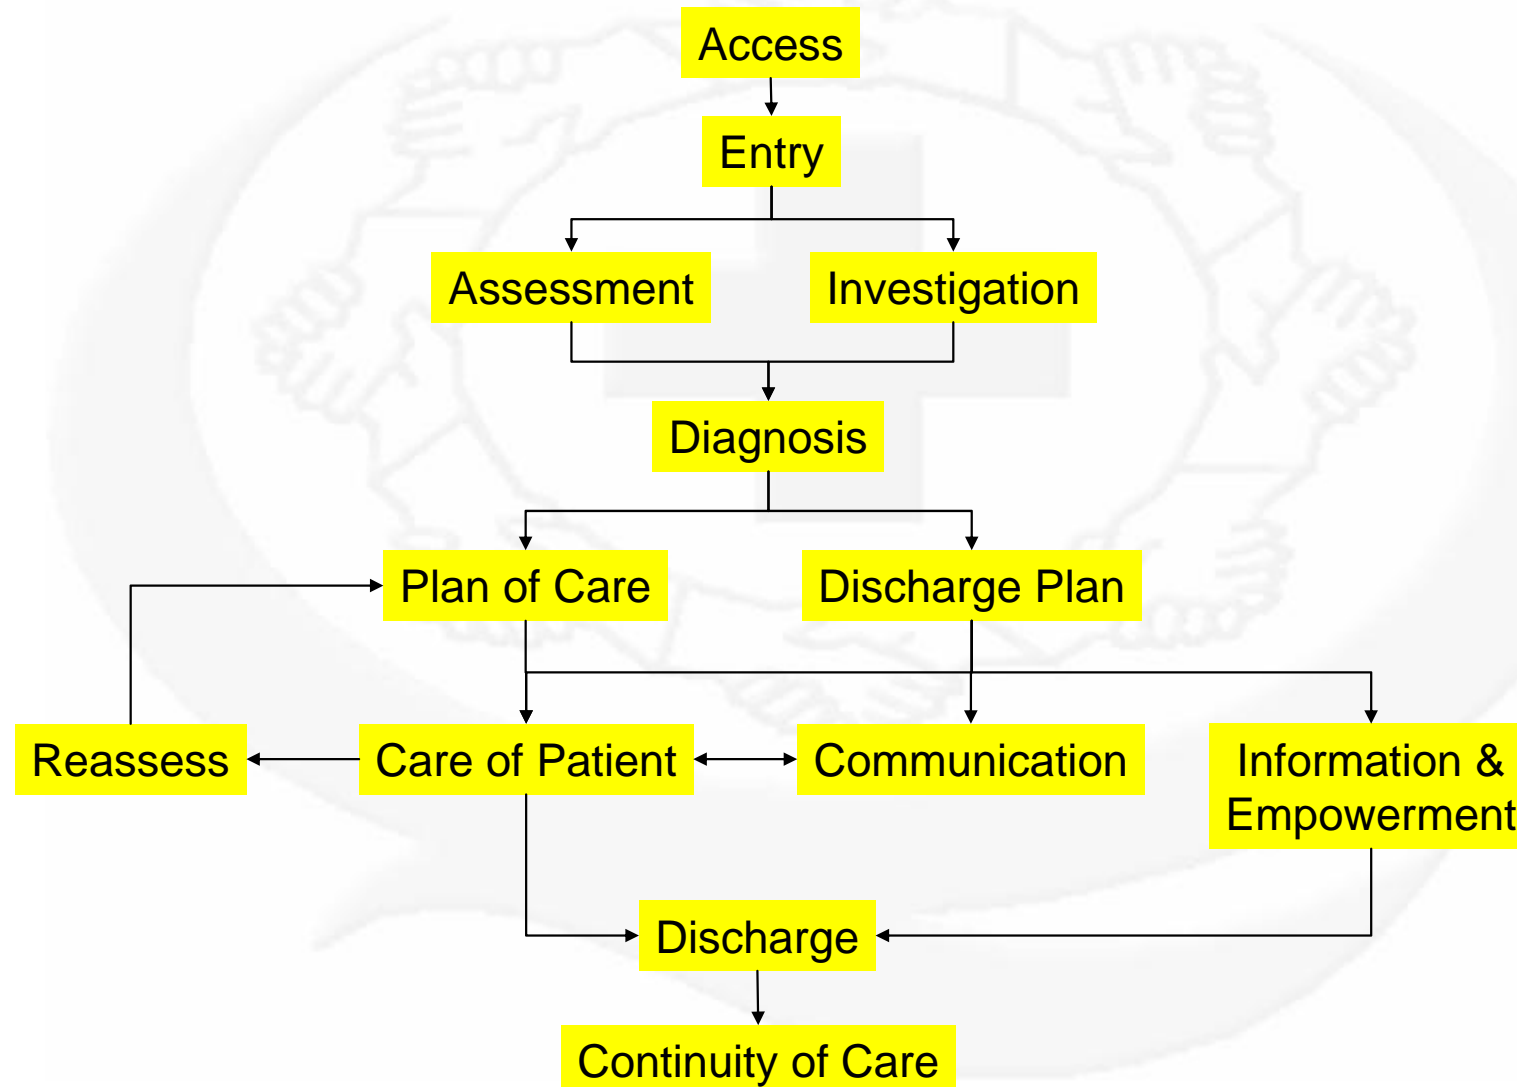 Access
Entry
Assessment
Investigation
Diagnosis
Plan of Care
Discharge Plan
Reassess
Care of Patient
Communication
Information &
Empowerment
Discharge
Continuity of Care